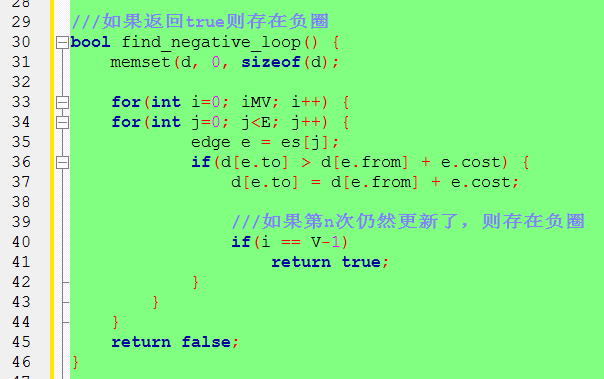 28
29 ///如果返回true则存在负圈
30 bool find_negative_loop() {
31     memset(d, 0, sizeof(d);
32
33     for(int i=0; iMV; i++) {
34     for(int j=0; j<E; j++) {
35             edge e = es[j];
36             if(d[e.to] > d[e.from] + e.cost) {
37                 d[e.to] = d[e.from] + e.cost;
38
39                 ///如果第n次仍然更新了，则存在负圈
40                 if(i == V-1)
41                     return true;
42             }
43         }
44     }
45     return false;
46 }
47